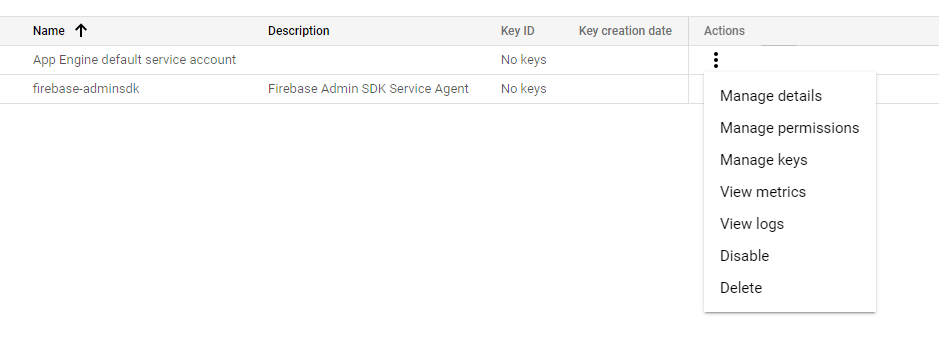 Name Description Key ID Key creation date Actions
App Engine default service account No keys
firebase-adminsdk Firebase Admin SDK Service Agent No keys
Manage details
Manage permissions
Manage keys
View metrics
View logs
Disable
Delete